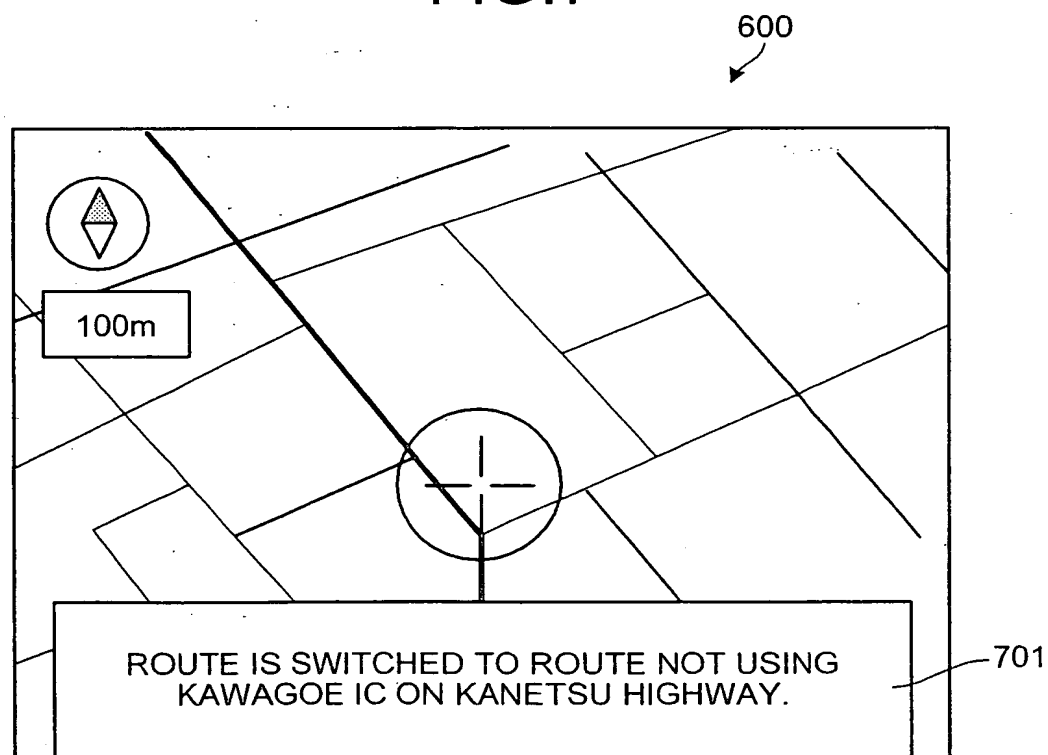 600
100m
ROUTE IS SWITCHED TO ROUTE NOT USING
KAWAGOE IC ON KANETSU HIGHWAY.
701